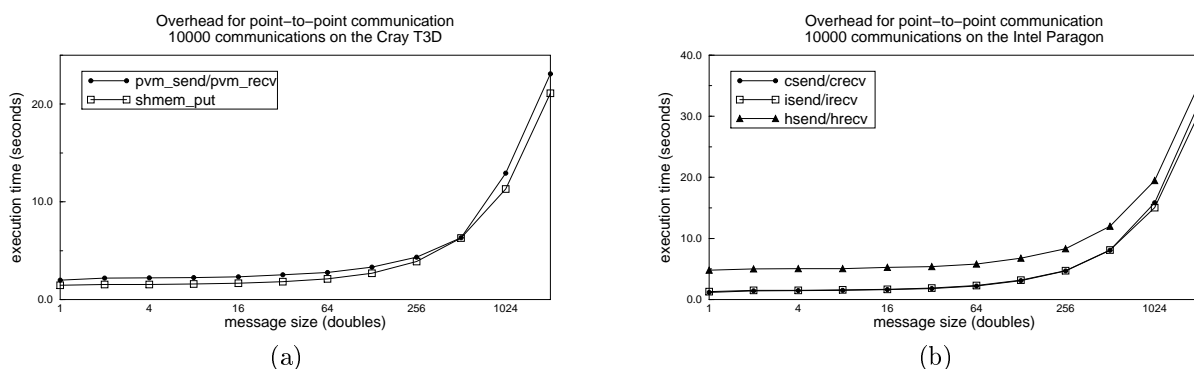 Overhead for point−to−point communication
10000 communications on the Cray T3D
pvm_send/pvm_recv
shmem_put
execution time (seconds)
20.0
10.0
0.0
1
4
16
64
256
1024
message size (doubles)
(a)
Overhead for point−to−point communication
10000 communications on the Intel Paragon
csend/crecv
isend/irecv
hsend/hrecv
execution time (seconds)
40.0
30.0
20.0
10.0
0.0
1
4
16
64
256
1024
message size (doubles)
(b)